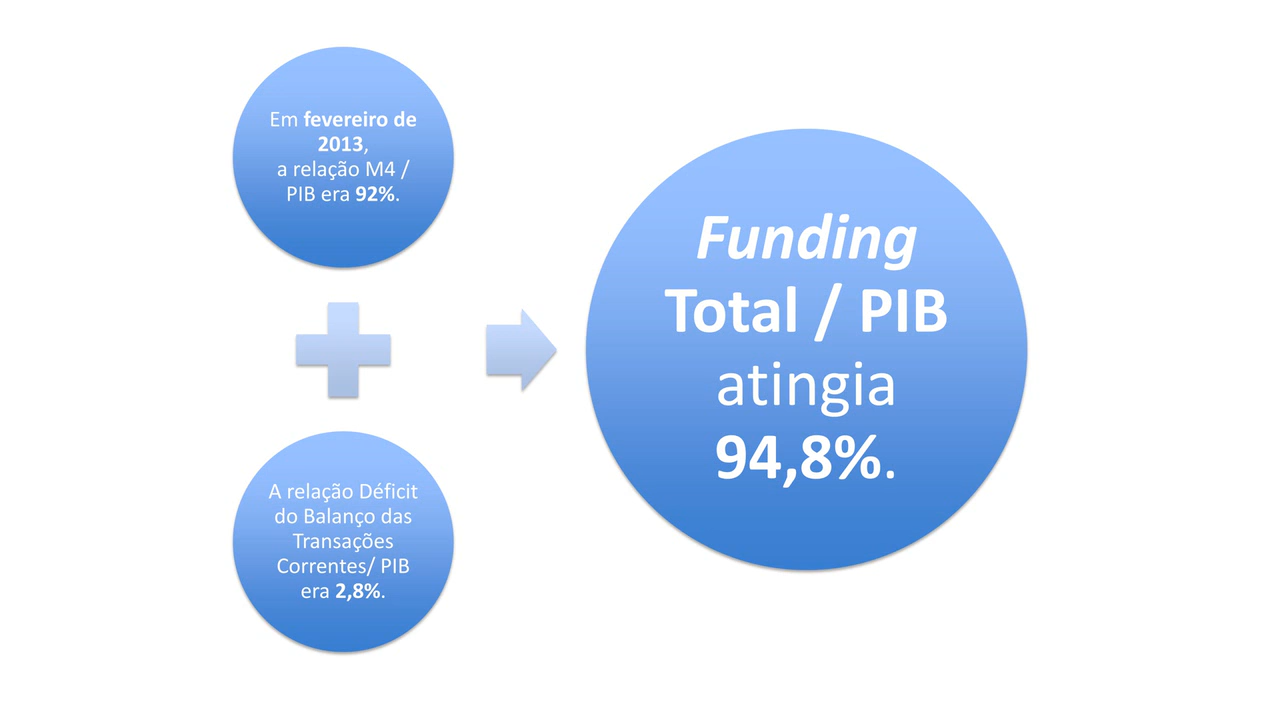 Em fevereiro de
2013,
a relação M4 /
PIB era 92%.
A relação Déficit
do Balanço das
Transações
Correntes/ PIB
era 2,8%.
Funding
Total / PIB
atingia
94,8%.